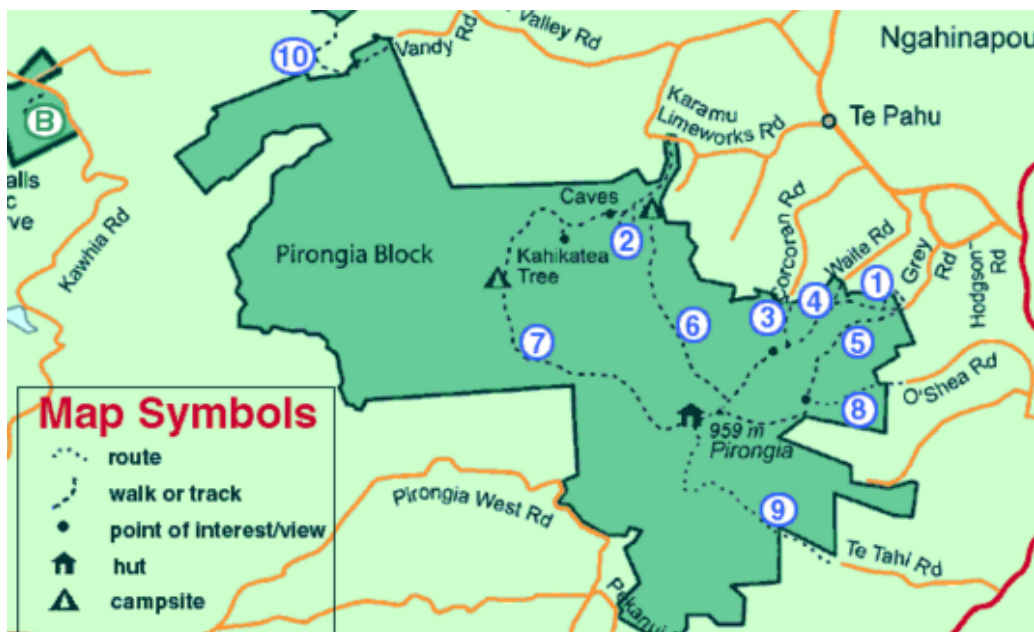 10
Vandy Rd
Valley Rd
Ngahinapou
B
Karamu
Limeworks Rd
Te Pahu
alls
c
rve
Kawhia Rd
Pirongia Block
Caves
2
Kahikatea
Tree
Corcoran Rd
Waite Rd
Grey
Rd
Hodgson
Rd
1
3
4
5
6
7
8
O'Shea Rd
959 m
Pirongia
9
Te Tahi Rd
Pirongia West Rd
Map Symbols
route
walk or track
point of interest/view
hut
campsite